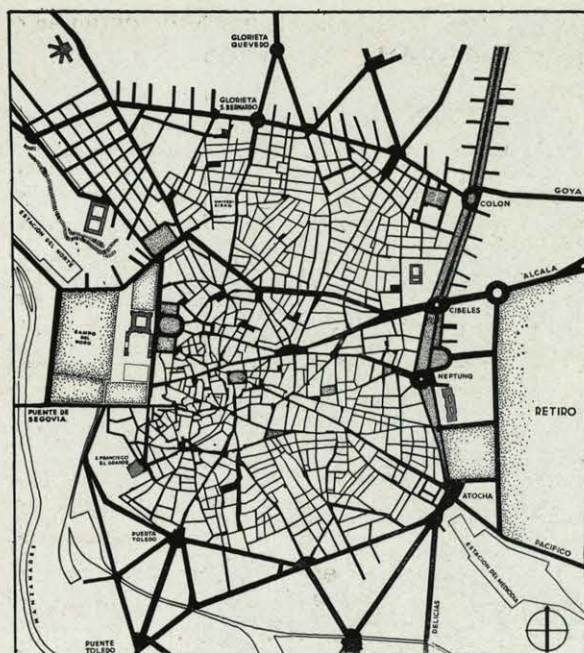 GLORIETA
QUEVEDO
GLORIETA
S. BERNARDO
GOYA
COLON
ESTACION DEL NORTE
ALCALA
CIBELES
CAMPO
DEL
MORO
NEPTUNO
RETIRO
PUENTE DE
SEGOVIA
S. FRANCISCO
EL GRANDE
ATOCHA
PUERTA
TOLEDO
PACIFICO
ESTACION DEL MEDIODIA
MANZANARES
DELICIAS
PUENTE
TOLEDO